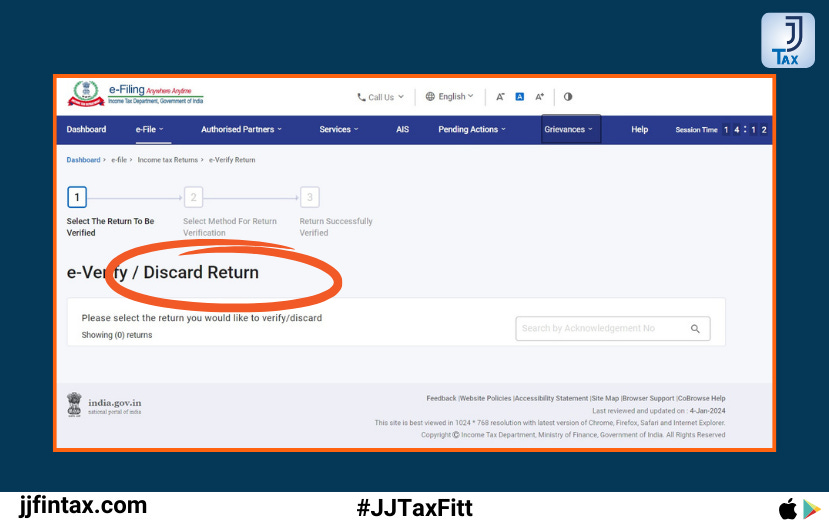 JJ
TAX
e-Filing Anywhere Anytime
Income Tax Department, Government of India
Call Us
English
A- A A+
Dashboard e-File Authorised Partners Services AIS Pending Actions Grievances Help Session Time 1 4 : 1 2
Dashboard > e-file > Income tax Returns > e-Verify Return
1 2 3
Select The Return To Be Verified
Select Method For Return Verification
Return Successfully Verified
e-Verify / Discard Return
Please select the return you would like to verify/discard
Showing (0) returns
Search by Acknowledgement No
india.gov.in
national portal of india
Feedback |Website Policies |Accessibility Statement |Site Map |Browser Support |CoBrowse Help
Last reviewed and updated on : 4-Jan-2024
This site is best viewed in 1024 * 768 resolution with latest version of Chrome, Firefox, Safari and Internet Explorer.
Copyright © Income Tax Department, Ministry of Finance, Government of India. All Rights Reserved
jjfintax.com
#JJTaxFitt